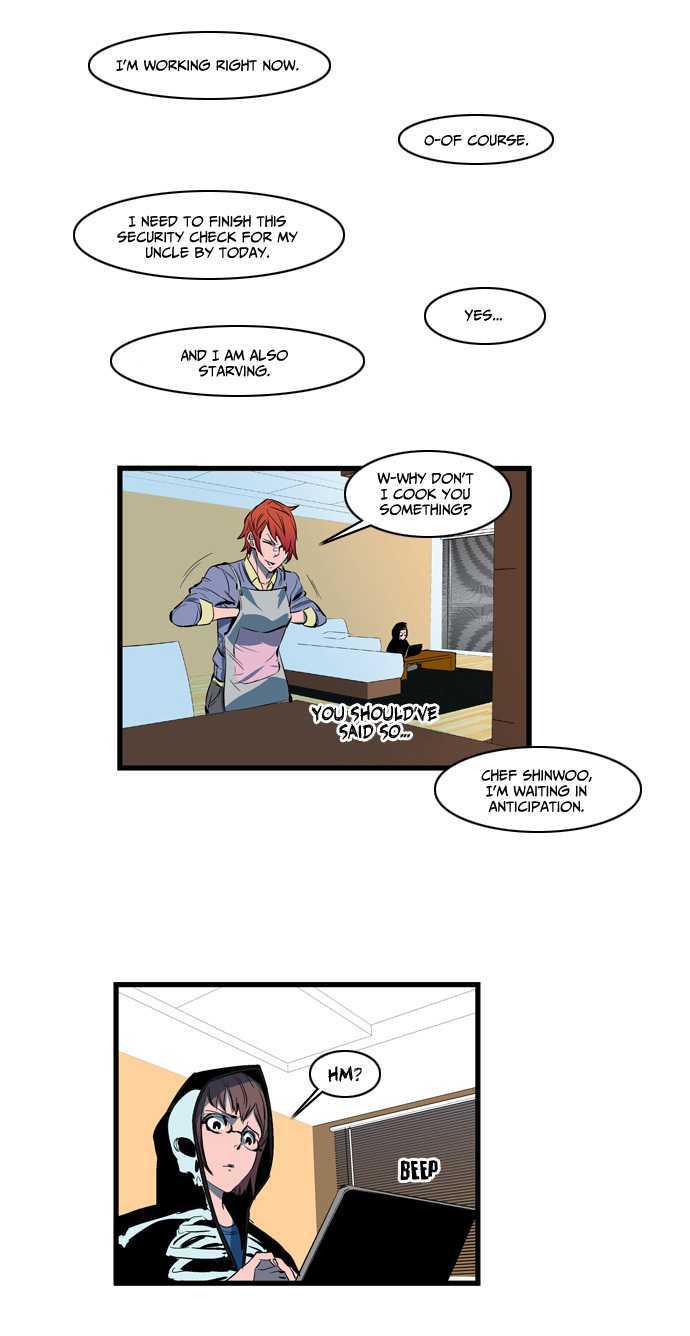 I'M WORKING RIGHT NOW.
O-OF COURSE.
I NEED TO FINISH THIS
SECURITY CHECK FOR MY
UNCLE BY TODAY.
YES...
AND I AM ALSO
STARVING.
W-WHY DON'T
I COOK YOU
SOMETHING?
YOU SHOULD'VE
SAID SO...
CHEF SHINWOO,
I'M WAITING IN
ANTICIPATION.
HM?
BEEP